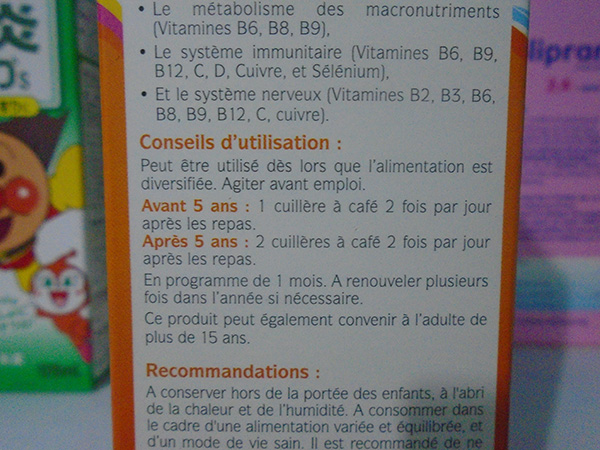 • Le métabolisme des macronutriments
(Vitamines B6, B8, B9),
• Le système immunitaire (Vitamines B6, B9,
B12, C, D, Cuivre, et Sélénium),
• Et le système nerveux (Vitamines B2, B3, B6,
B8, B9, B12, C, cuivre).
Conseils d'utilisation :
Peut être utilisé dès lors que l'alimentation est
diversifiée. Agiter avant emploi.
Avant 5 ans : 1 cuillère à café 2 fois par jour
après les repas.
Après 5 ans : 2 cuillères à café 2 fois par jour
après les repas.
En programme de 1 mois. A renouveler plusieurs
fois dans l'année si nécessaire.
Ce produit peut également convenir à l'adulte de
plus de 15 ans.
Recommandations :
A conserver hors de la portée des enfants, à l'abri
de la chaleur et de l'humidité. A consommer dans
le cadre d'une alimentation variée et équilibrée, et
d'un mode de vie sain. Il est recommandé de ne
lipran